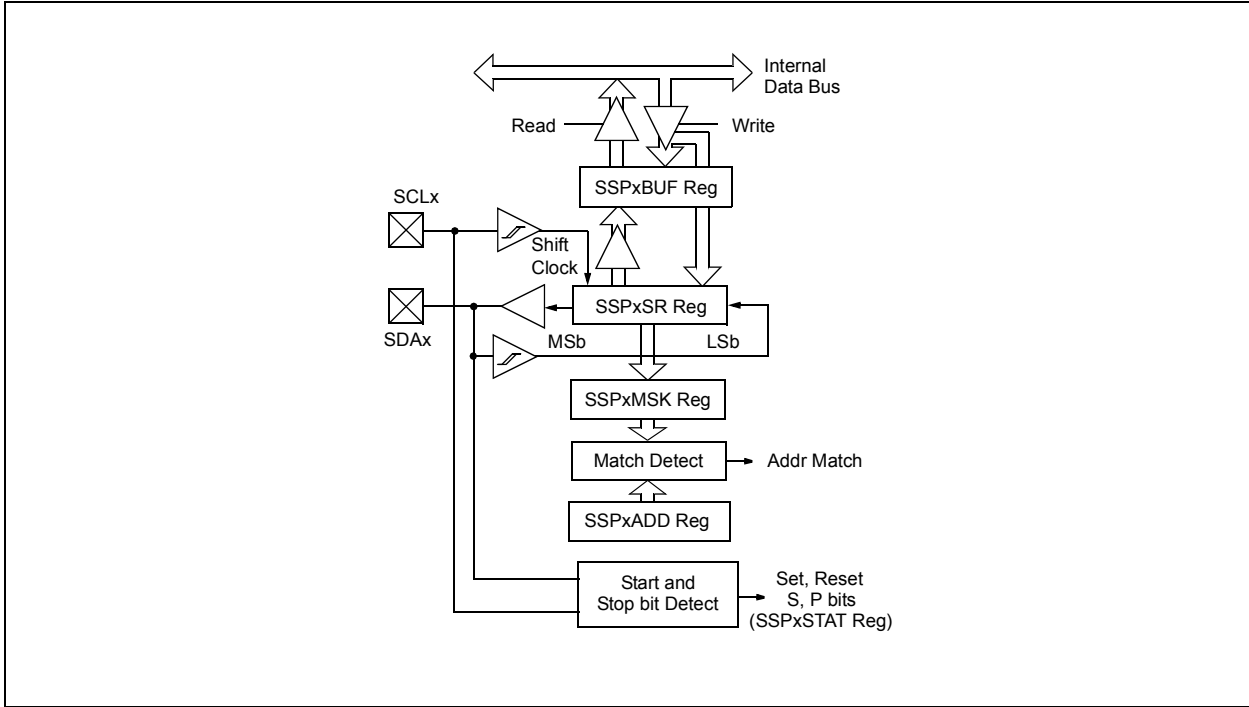 Internal
Data Bus
Read
Write
SSPxBUF Reg
SCLx
Shift
Clock
SSPxSR Reg
SDAx
MSb
LSb
SSPxMSK Reg
Match Detect
Addr Match
SSPxADD Reg
Start and
Stop bit Detect
Set, Reset
S, P bits
(SSPxSTAT Reg)